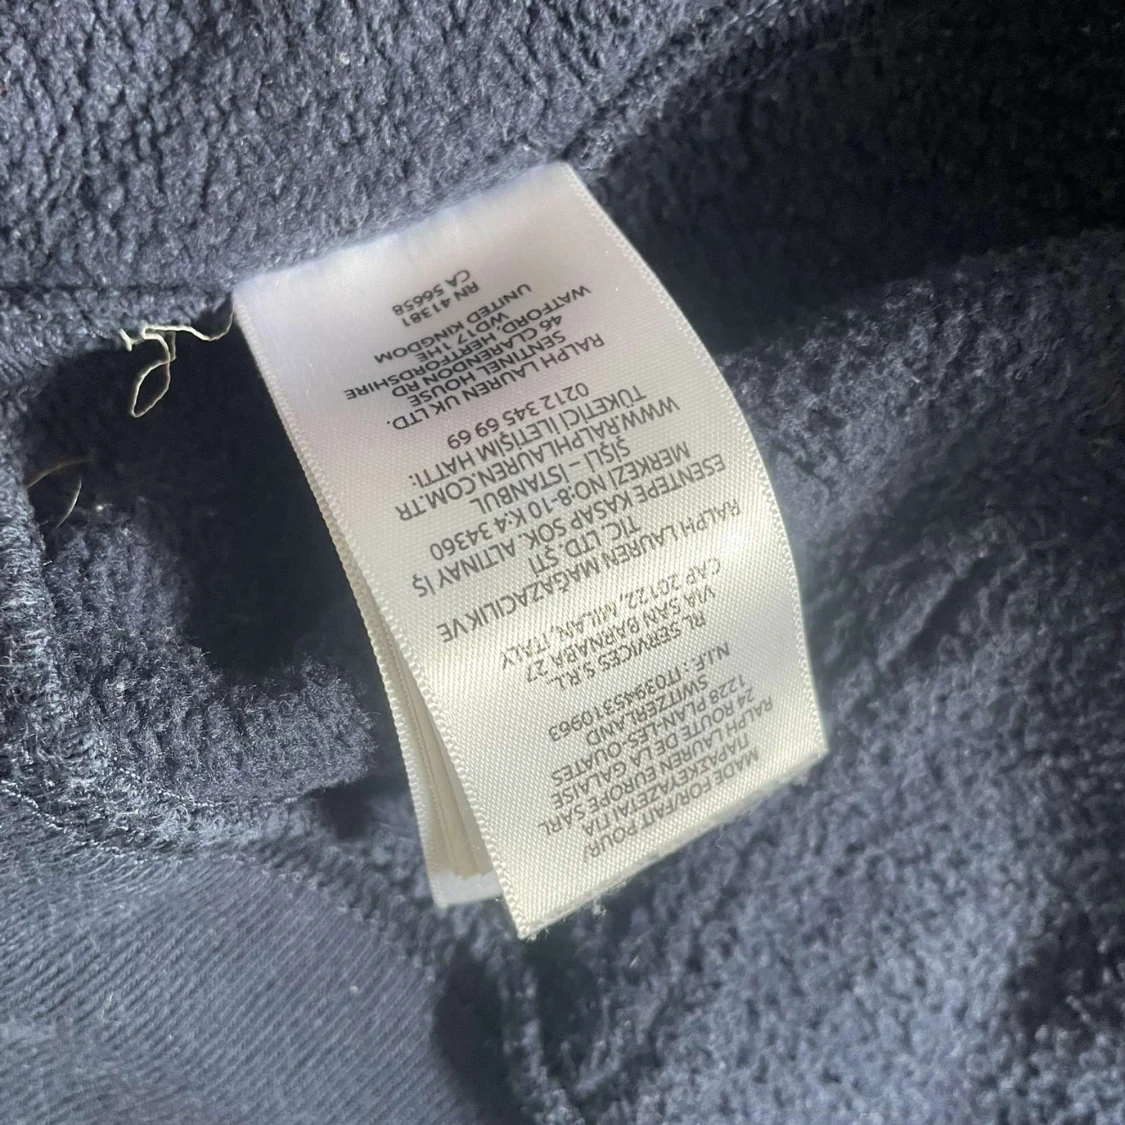 MADE FOR/FAIT POUR/
ΠΑΡΑΣΚΕΥΑΖΕΤΑΙ ΓΙΑ
RALPH LAUREN EUROPE SARL
24 ROUTE DE LA GALAISE
1228 PLAN-LES-OUATES
SWITZERLAND
N.I.F.: IT03945310963
RL SERVICES S.R.L
VIA SAN BARNABA 27
CAP 20122, MILAN, ITALY
RALPH LAUREN MAĞAZACILIK VE
TİC. LTD. ŞTİ
ESENTEPE KASAP SOK. ALTINAY İŞ
MERKEZİ NO:8-10 K:4 34360
ŞİŞLİ – İSTANBUL
WWW.RALPHLAUREN.COM.TR
TÜKETİCİ İLETİŞİM HATTI:
0212 345 69 69
RALPH LAUREN UK LTD.
SENTINEL HOUSE
46 CLARENDON RD
WATFORD, HERTFORDSHIRE
WD17 1HE
UNITED KINGDOM
RN 41381
CA 56658